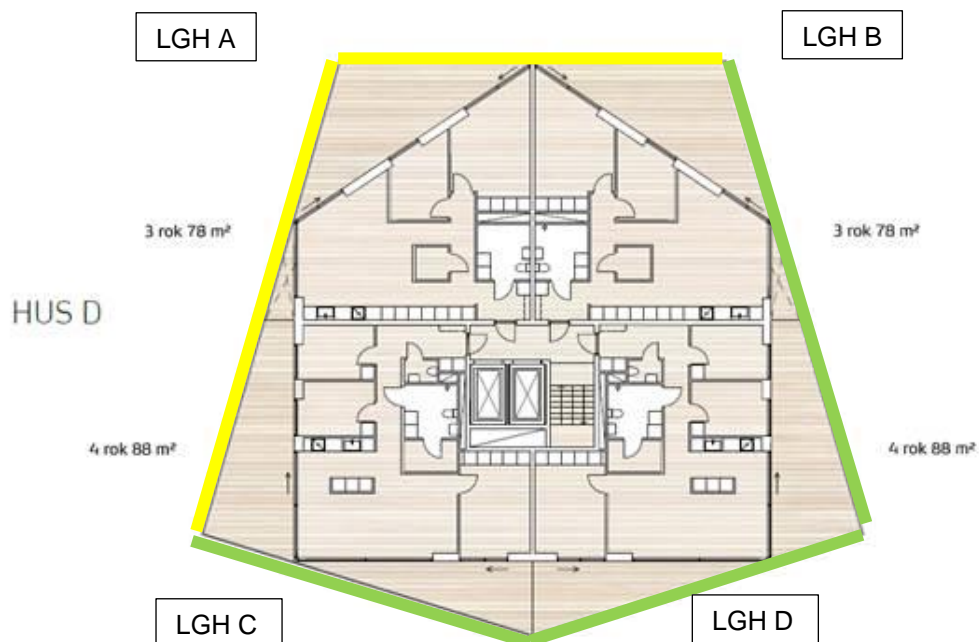 LGH A
LGH B
3 rok 78 m²
3 rok 78 m²
HUS D
4 rok 88 m²
4 rok 88 m²
LGH C
LGH D